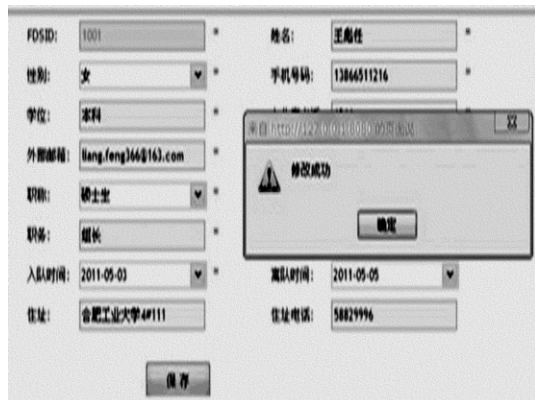 FDSID: 1001 * 姓名: 王彪任 *
性别: 女 * 手机号码: 13866511216 *
学位: 本科 *
来自 http://127.0.0.1:8080 的页面说
外部邮箱: liang.feng366@163.com *
修改成功
职称: 硕士生 *
职务: 组长 *
确定
入队时间: 2011-05-03 * 离队时间: 2011-05-05
住址: 合肥工业大学4#111 住址电话: 58829996
保存